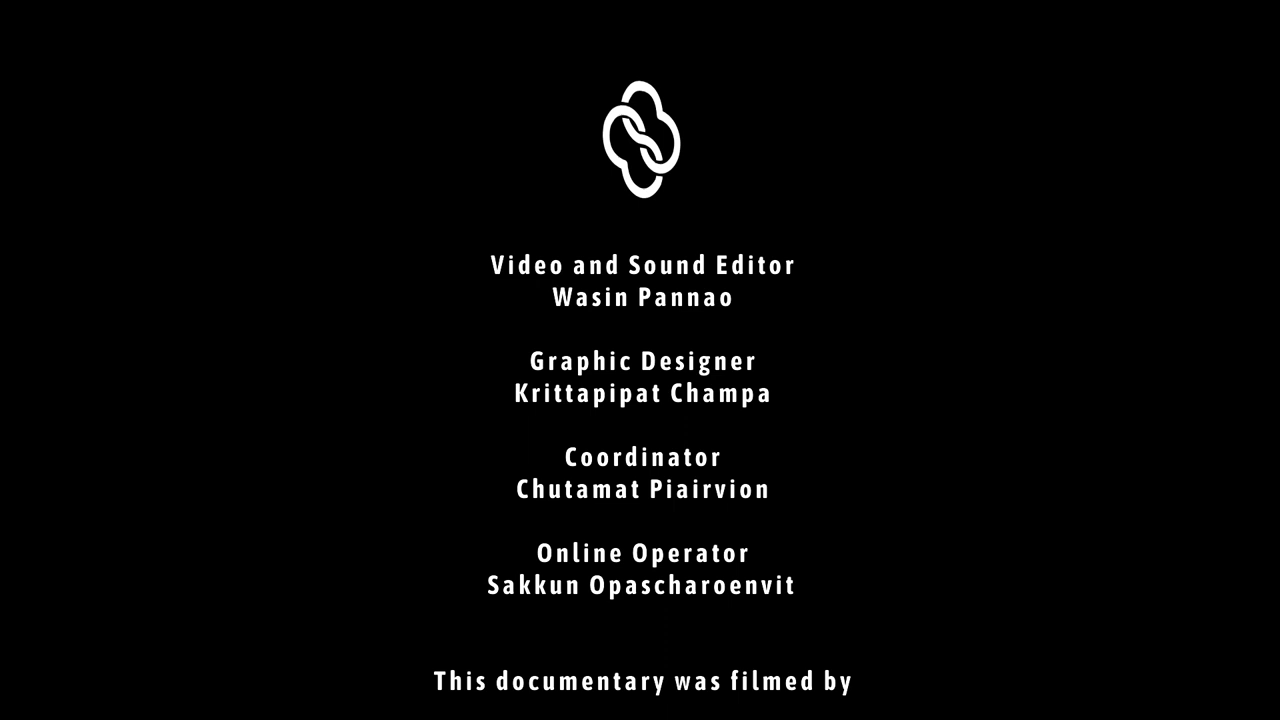 Video and Sound Editor
Wasin Pannao
Graphic Designer
Krittapipat Champa
Coordinator
Chutamat Piairvion
Online Operator
Sakkun Opascharoenvit
This documentary was filmed by